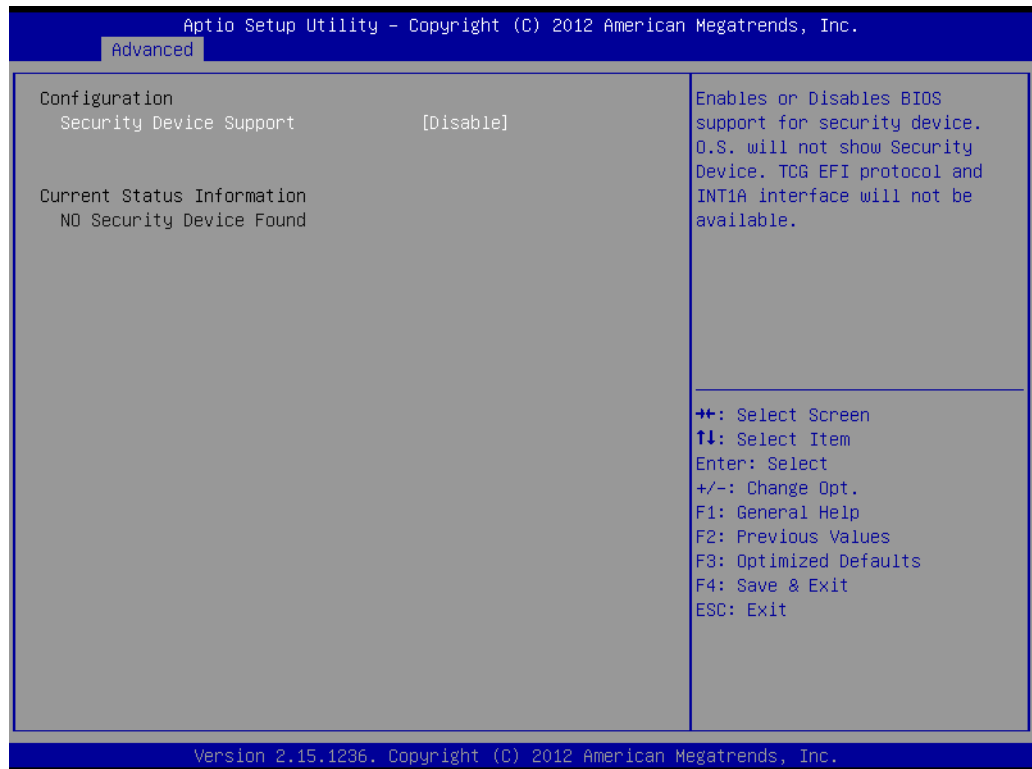 Aptio Setup Utility – Copyright (C) 2012 American Megatrends, Inc.
Advanced
Configuration
Security Device Support [Disable]
Current Status Information
NO Security Device Found
Enables or Disables BIOS
support for security device.
O.S. will not show Security
Device. TCG EFI protocol and
INT1A interface will not be
available.
→←: Select Screen
↑↓: Select Item
Enter: Select
+/-: Change Opt.
F1: General Help
F2: Previous Values
F3: Optimized Defaults
F4: Save & Exit
ESC: Exit
Version 2.15.1236. Copyright (C) 2012 American Megatrends, Inc.